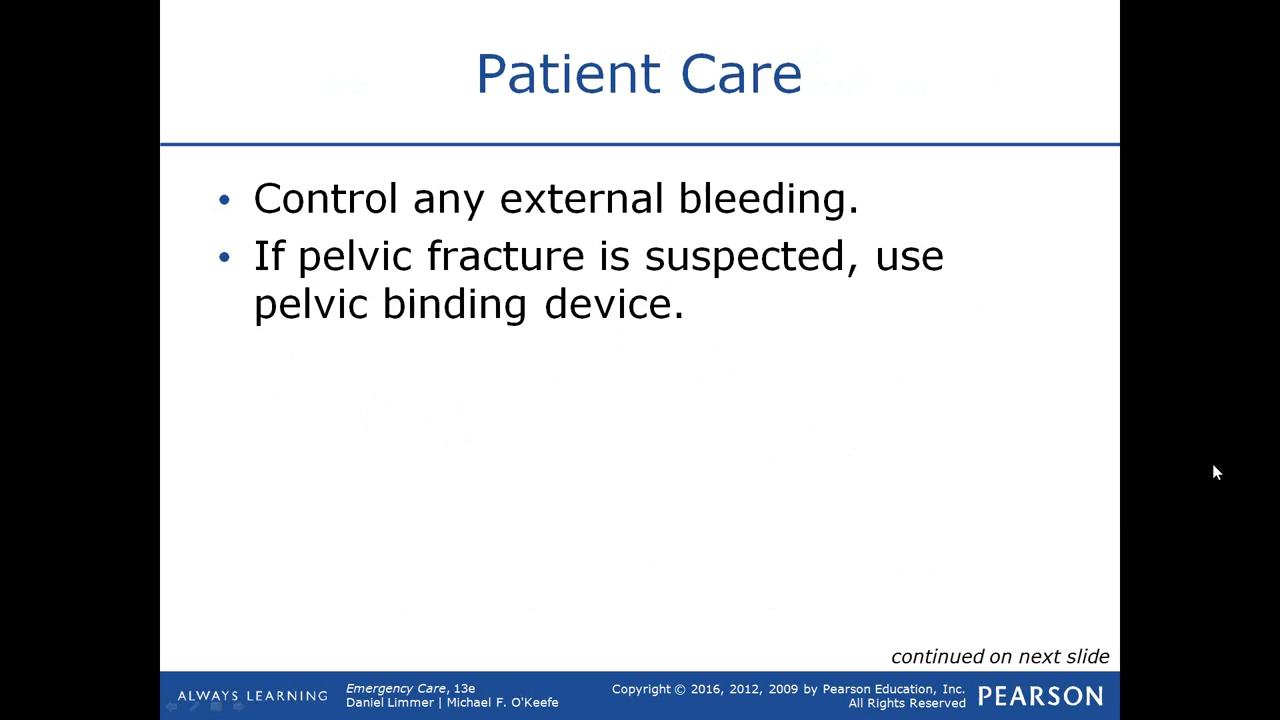 Patient Care
• Control any external bleeding.
• If pelvic fracture is suspected, use
pelvic binding device.
continued on next slide
ALWAYS LEARNING
Emergency Care, 13e
Daniel Limmer | Michael F. O'Keefe
Copyright © 2016, 2012, 2009 by Pearson Education, Inc.
All Rights Reserved
PEARSON